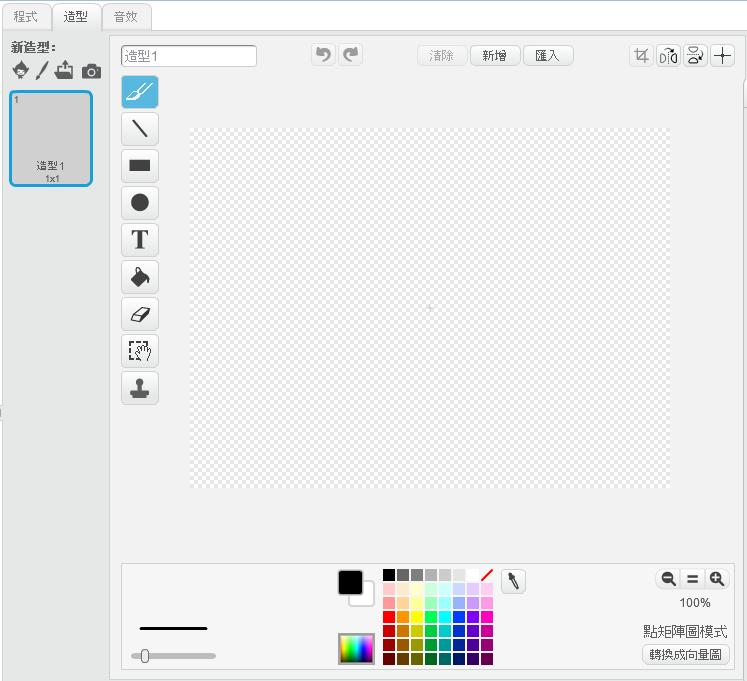 程式 造型 音效
新造型:
造型1
清除 新增 匯入
1
造型1
1x1
T
100%
點矩陣圖模式
轉換成向量圖